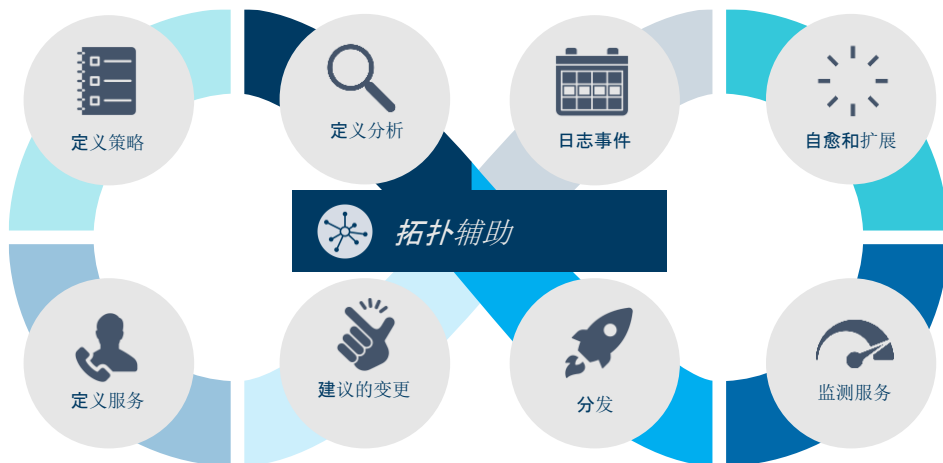 定义策略
定义分析
日志事件
自愈和扩展
拓扑辅助
定义服务
建议的变更
分发
监测服务